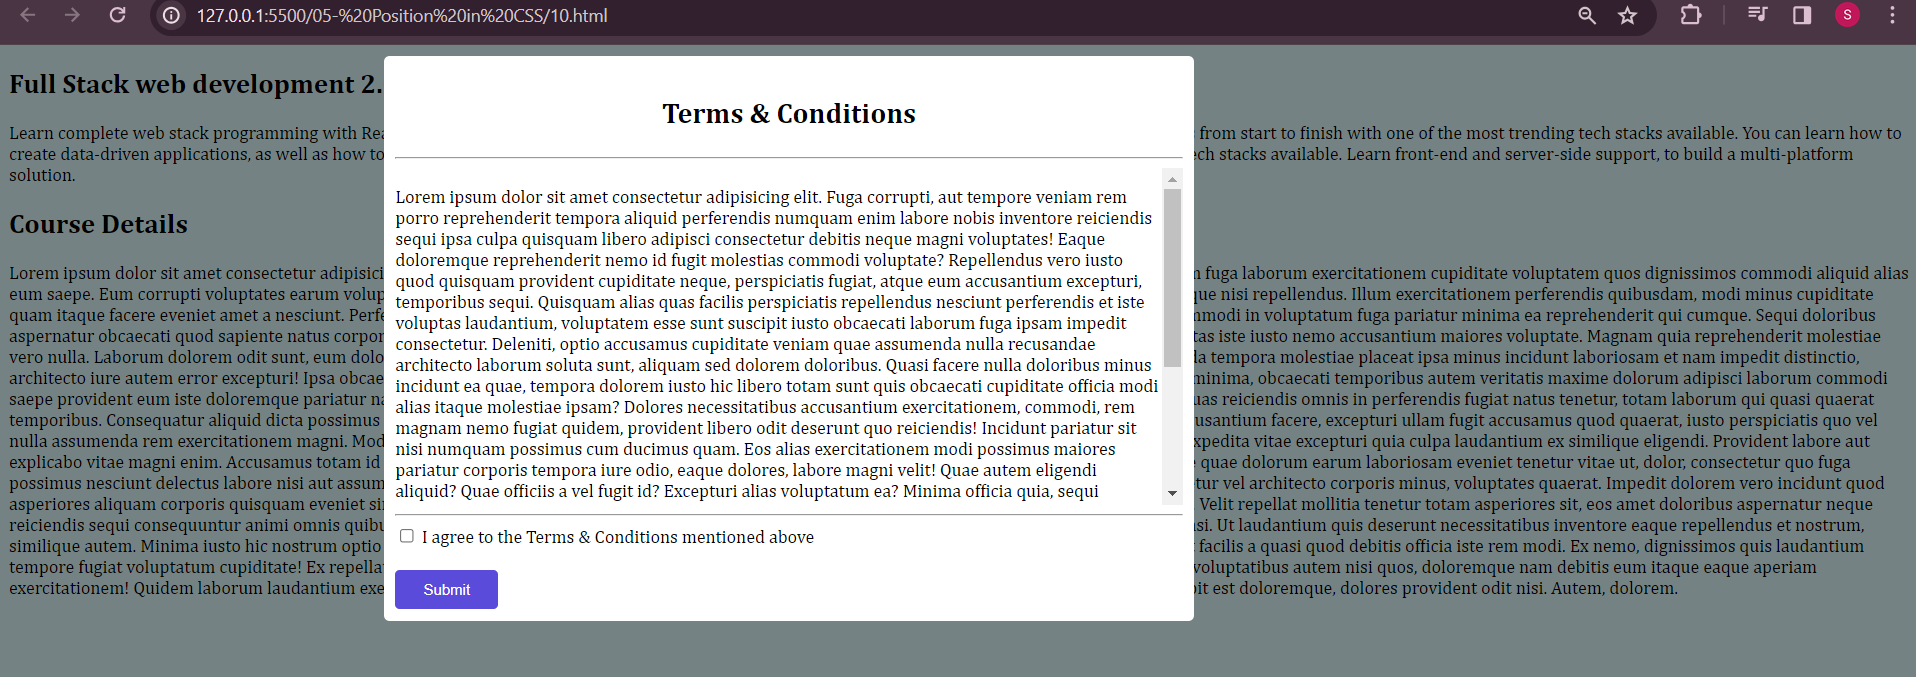 127.0.0.1:5500/05-%20Position%20in%20CSS/10.html
S
Full Stack web development 2.
Learn complete web stack programming with Rea
create data-driven applications, as well as how to
solution.
Course Details
Lorem ipsum dolor sit amet consectetur adipisici
eum saepe. Eum corrupti voluptates earum volup
quam itaque facere eveniet amet a nesciunt. Perfe
aspernatur obcaecati quod sapiente natus corpor
vero nulla. Laborum dolorem odit sunt, eum dolo
architecto iure autem error excepturi! Ipsa obcae
saepe provident eum iste doloremque pariatur na
temporibus. Consequatur aliquid dicta possimus
nulla assumenda rem exercitationem magni. Mod
explicabo vitae magni enim. Accusamus totam id
possimus nesciunt delectus labore nisi aut assum
asperiores aliquam corporis quisquam eveniet sin
reiciendis sequi consequuntur animi omnis quibu
similique autem. Minima iusto hic nostrum optio
tempore fugiat voluptatum cupiditate! Ex repella
exercitationem! Quidem laborum laudantium exe
Terms & Conditions
Lorem ipsum dolor sit amet consectetur adipisicing elit. Fuga corrupti, aut tempore veniam rem
porro reprehenderit tempora aliquid perferendis numquam enim labore nobis inventore reiciendis
sequi ipsa culpa quisquam libero adipisci consectetur debitis neque magni voluptates! Eaque
doloremque reprehenderit nemo id fugit molestias commodi voluptate? Repellendus vero iusto
quod quisquam provident cupiditate neque, perspiciatis fugiat, atque eum accusantium excepturi,
temporibus sequi. Quisquam alias quas facilis perspiciatis repellendus nesciunt perferendis et iste
voluptas laudantium, voluptatem esse sunt suscipit iusto obcaecati laborum fuga ipsam impedit
consectetur. Deleniti, optio accusamus cupiditate veniam quae assumenda nulla recusandae
architecto laborum soluta sunt, aliquam sed dolorem doloribus. Quasi facere nulla doloribus minus
incidunt ea quae, tempora dolorem iusto hic libero totam sunt quis obcaecati cupiditate officia modi
alias itaque molestiae ipsam? Dolores necessitatibus accusantium exercitationem, commodi, rem
magnam nemo fugiat quidem, provident libero odit deserunt quo reiciendis! Incidunt pariatur sit
nisi numquam possimus cum ducimus quam. Eos alias exercitationem modi possimus maiores
pariatur corporis tempora iure odio, eaque dolores, labore magni velit! Quae autem eligendi
aliquid? Quae officiis a vel fugit id? Excepturi alias voluptatum ea? Minima officia quia, sequi
I agree to the Terms & Conditions mentioned above
Submit
from start to finish with one of the most trending tech stacks available. You can learn how to
ch stacks available. Learn front-end and server-side support, to build a multi-platform
fuga laborum exercitationem cupiditate voluptatem quos dignissimos commodi aliquid alias
que nisi repellendus. Illum exercitationem perferendis quibusdam, modi minus cupiditate
modi in voluptatum fuga pariatur minima ea reprehenderit qui cumque. Sequi doloribus
tas iste iusto nemo accusantium maiores voluptate. Magnam quia reprehenderit molestiae
a tempora molestiae placeat ipsa minus incidunt laboriosam et nam impedit distinctio,
minima, obcaecati temporibus autem veritatis maxime dolorum adipisci laborum commodi
as reiciendis omnis in perferendis fugiat natus tenetur, totam laborum qui quasi quaerat
usantium facere, excepturi ullam fugit accusamus quod quaerat, iusto perspiciatis quo vel
xpedita vitae excepturi quia culpa laudantium ex similique eligendi. Provident labore aut
quae dolorum earum laboriosam eveniet tenetur vitae ut, dolor, consectetur quo fuga
tur vel architecto corporis minus, voluptates quaerat. Impedit dolorem vero incidunt quod
Velit repellat mollitia tenetur totam asperiores sit, eos amet doloribus aspernatur neque
si. Ut laudantium quis deserunt necessitatibus inventore eaque repellendus et nostrum,
facilis a quasi quod debitis officia iste rem modi. Ex nemo, dignissimos quis laudantium
voluptatibus autem nisi quos, doloremque nam debitis eum itaque eaque aperiam
it est doloremque, dolores provident odit nisi. Autem, dolorem.